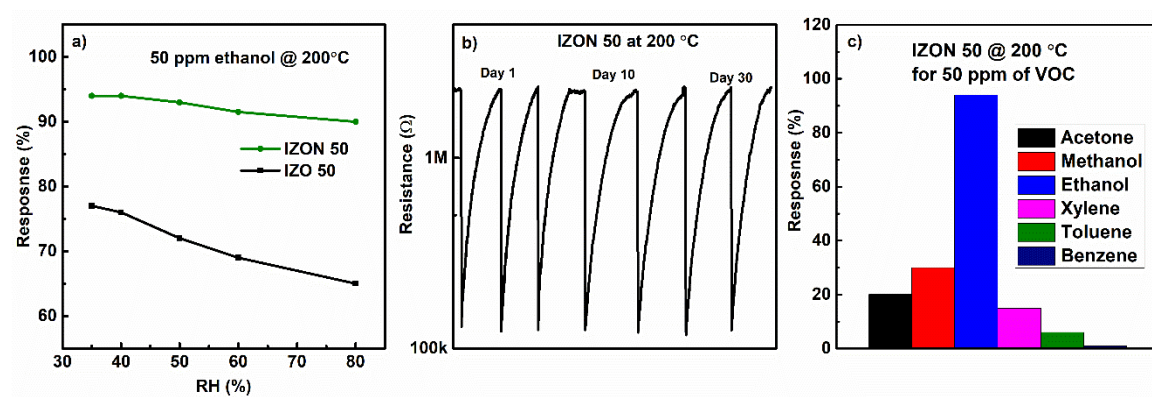 a)
50 ppm ethanol @ 200°C
IZON 50
IZO 50
Resposnse (%)
100
90
80
70
60
30 40 50 60 70 80
RH (%)
b)
IZON 50 at 200 °C
Day 1 Day 10 Day 30
Resistance (Ω)
1M
100k
c)
IZON 50 @ 200 °C
for 50 ppm of VOC
Acetone
Methanol
Ethanol
Xylene
Toluene
Benzene
Resposnse (%)
120
100
80
60
40
20
0